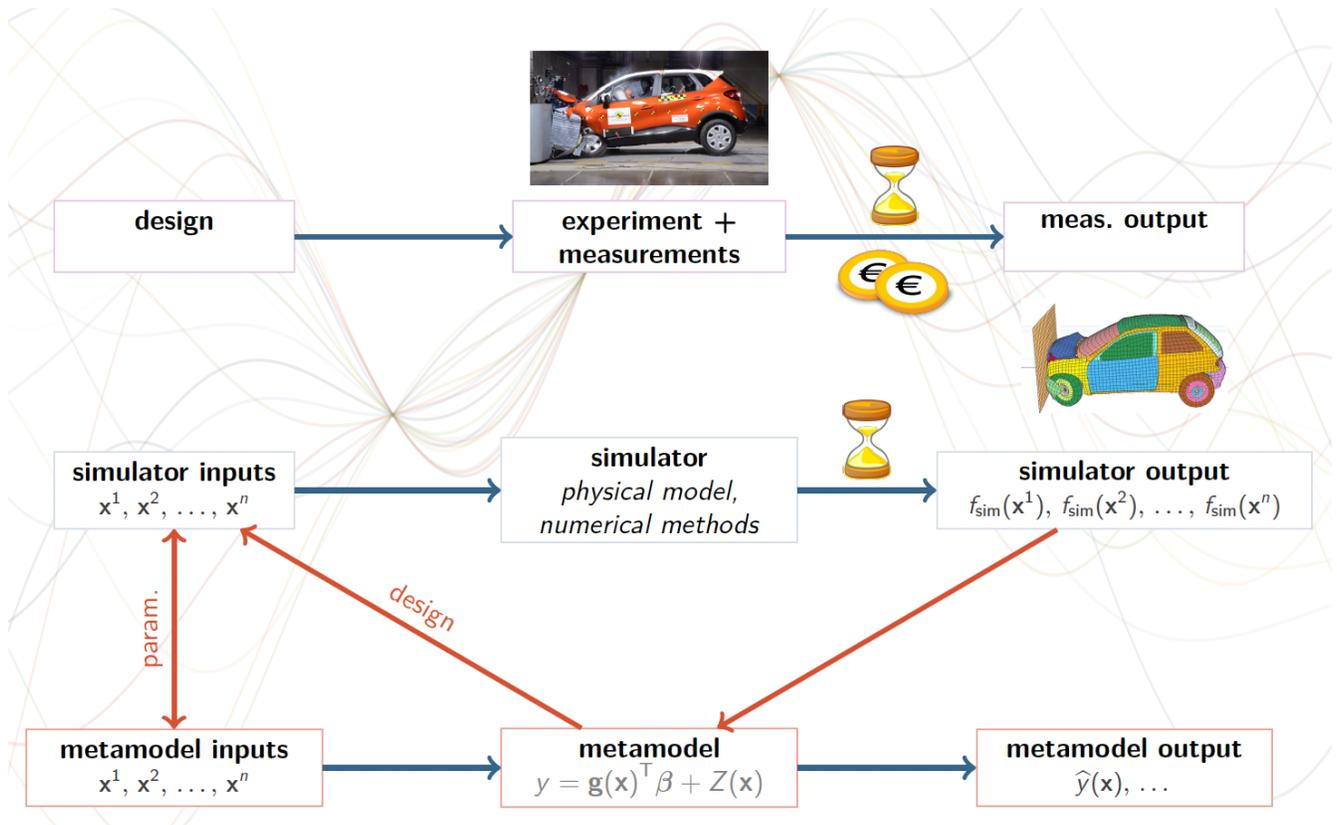 design
experiment +
measurements
meas. output
€
€
simulator inputs
x¹, x², . . . , xⁿ
simulator
physical model,
numerical methods
simulator output
f_sim(x¹), f_sim(x²), . . . , f_sim(xⁿ)
param.
design
metamodel inputs
x¹, x², . . . , xⁿ
metamodel
y = g(x)ᵀβ + Z(x)
metamodel output
ŷ(x), . . .